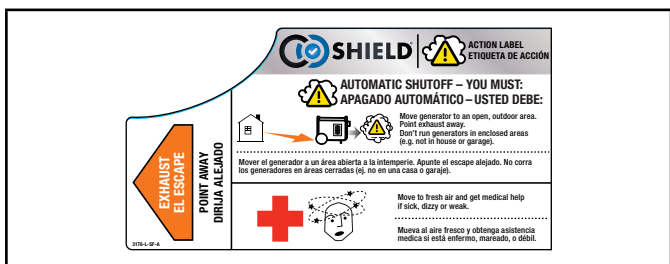 CO SHIELD
ACTION LABEL
ETIQUETA DE ACCIÓN
AUTOMATIC SHUTOFF – YOU MUST:
APAGADO AUTOMÁTICO – USTED DEBE:
Move generator to an open, outdoor area.
Point exhaust away.
Don't run generators in enclosed areas
(e.g. not in house or garage).
Mover el generador a un área abierta a la intemperie. Apunte el escape alejado. No corra
los generadores en áreas cerradas (ej. no en una casa o garaje).
EXHAUST
EL ESCAPE
POINT AWAY
DIRIJA ALEJADO
Move to fresh air and get medical help
if sick, dizzy or weak.
Mueva al aire fresco y obtenga asistencia
medica si está enfermo, mareado, o débil.
3176-L-SF-A